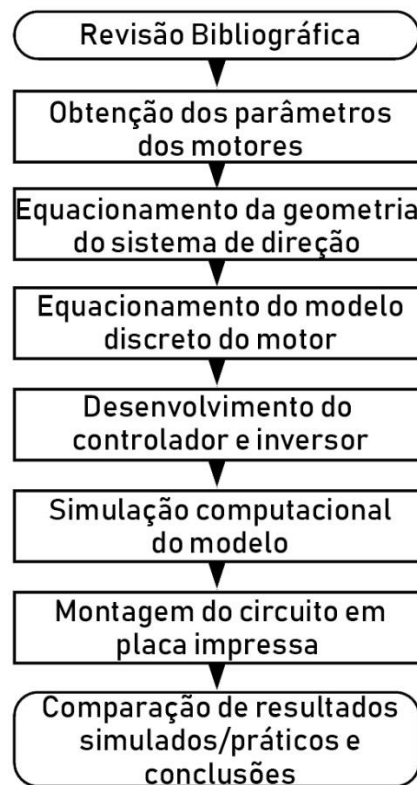 Revisão Bibliográfica
Obtenção dos parâmetros
dos motores
Equacionamento da geometria
do sistema de direção
Equacionamento do modelo
discreto do motor
Desenvolvimento do
controlador e inversor
Simulação computacional
do modelo
Montagem do circuito em
placa impressa
Comparação de resultados
simulados/práticos e
conclusões